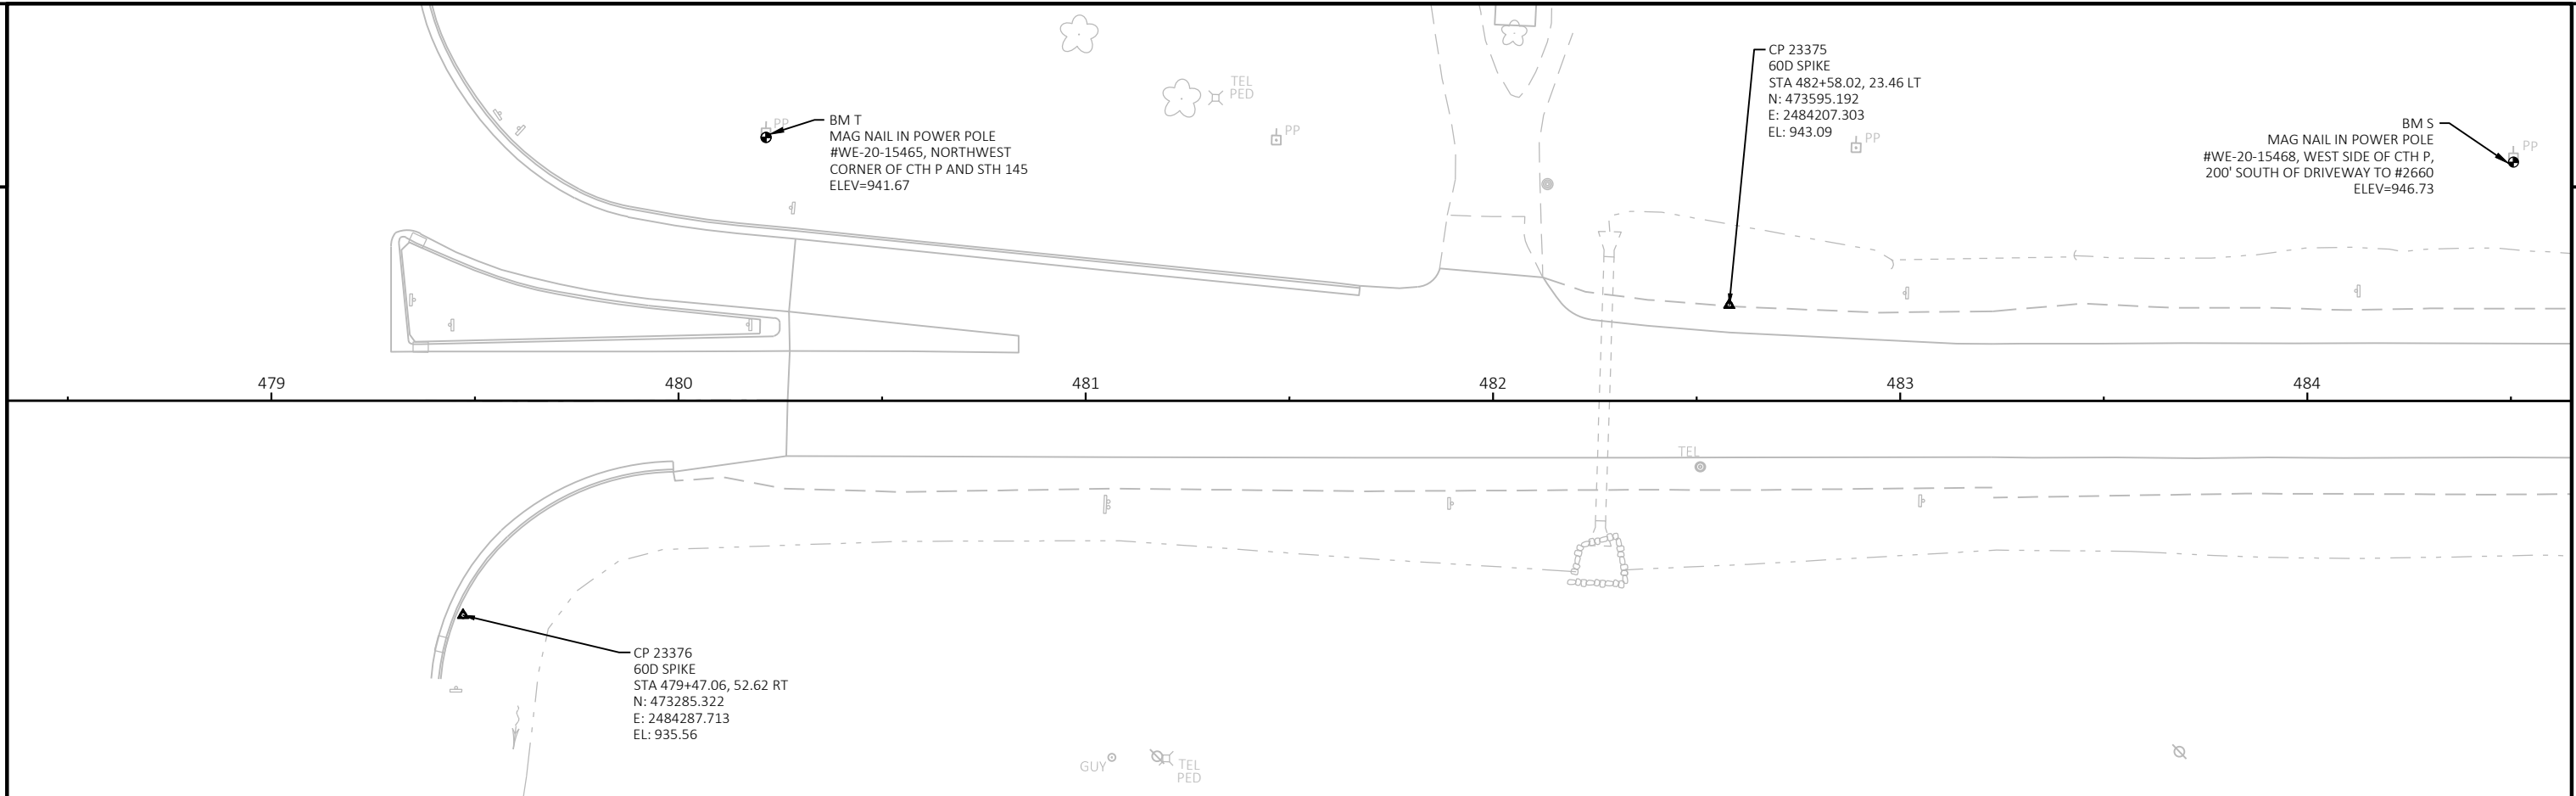 TEL
PED
PP
BM T
MAG NAIL IN POWER POLE
#WE-20-15465, NORTHWEST
CORNER OF CTH P AND STH 145
ELEV=941.67
PP
CP 23375
60D SPIKE
STA 482+58.02, 23.46 LT
N: 473595.192
E: 2484207.303
EL: 943.09
PP
BM S
MAG NAIL IN POWER POLE
#WE-20-15468, WEST SIDE OF CTH P,
200' SOUTH OF DRIVEWAY TO #2660
ELEV=946.73
PP
479 480 481 482 483 484
TEL
CP 23376
60D SPIKE
STA 479+47.06, 52.62 RT
N: 473285.322
E: 2484287.713
EL: 935.56
GUY
TEL
PED